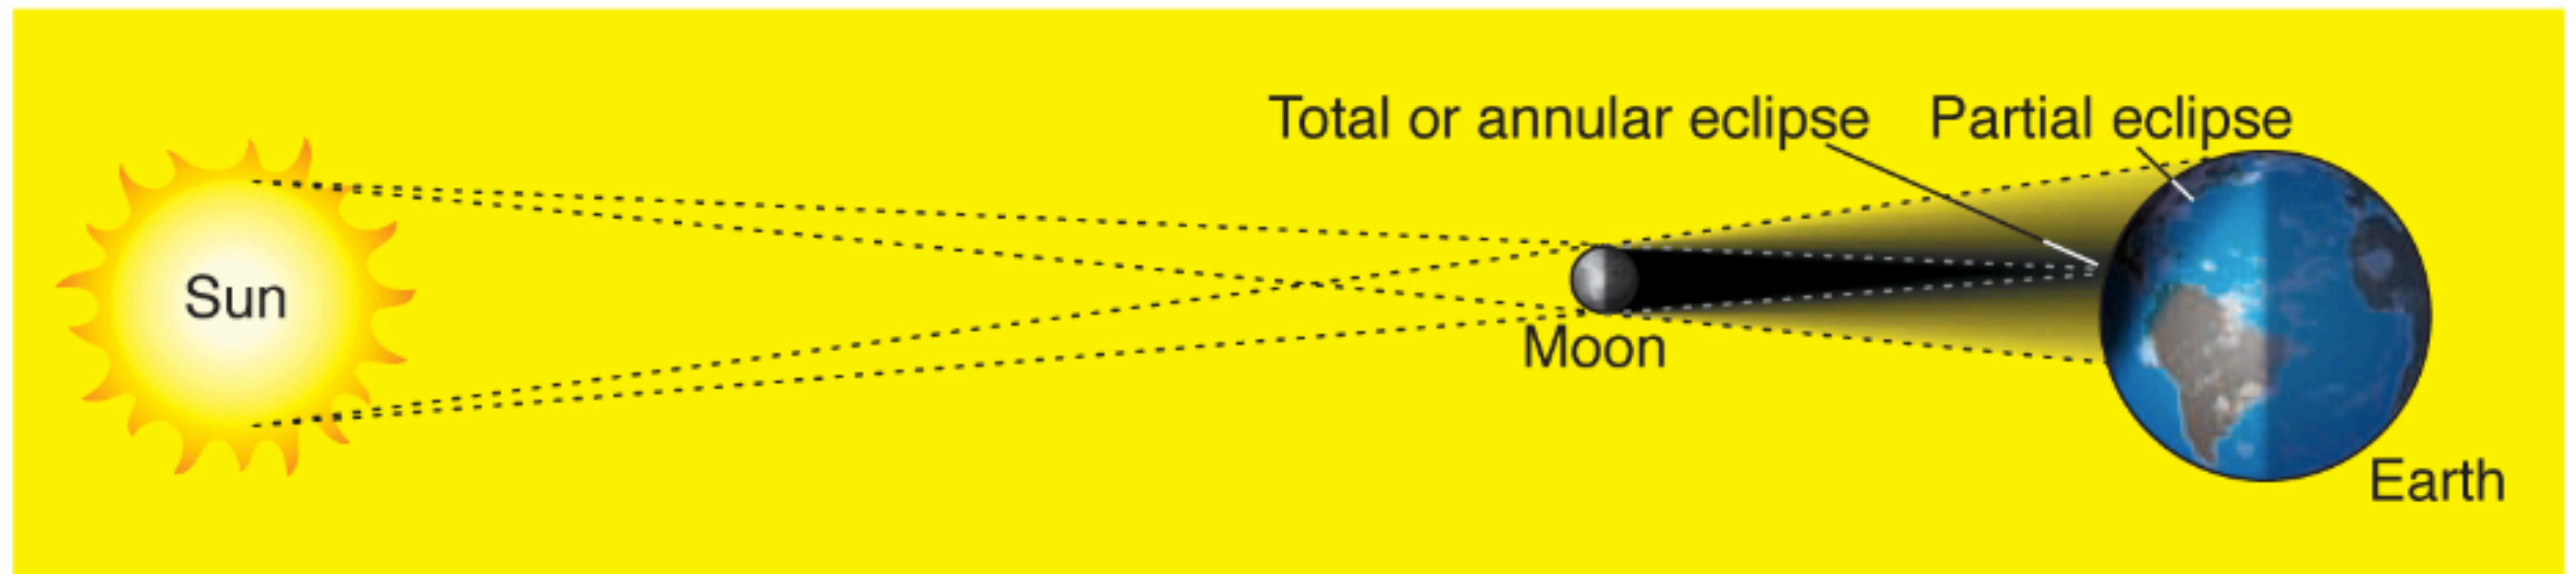 Total or annular eclipse
Partial eclipse
Sun
Moon
Earth